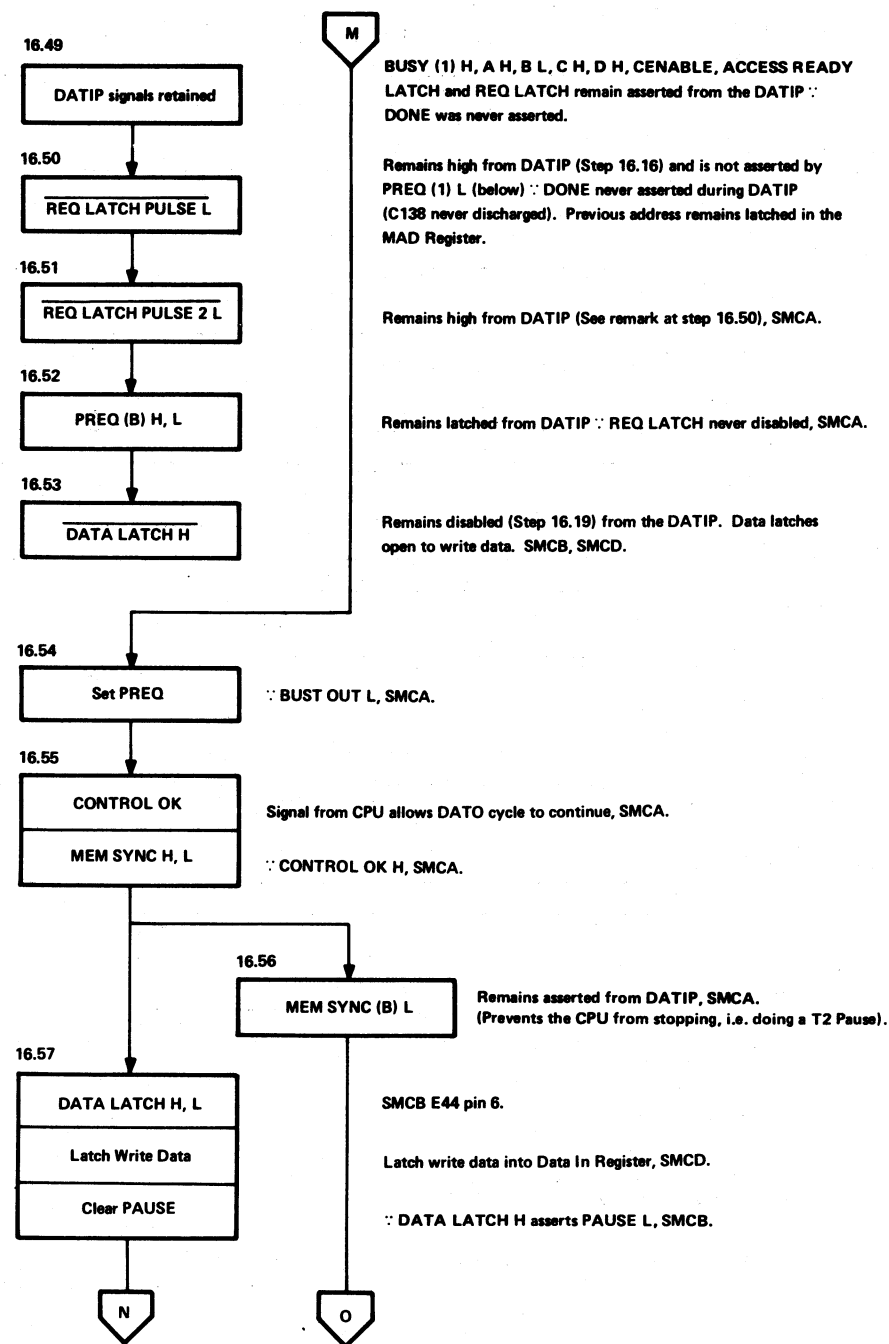 M
16.49
DATIP signals retained
BUSY (1) H, A H, B L, C H, D H, CENABLE, ACCESS READY
LATCH and REQ LATCH remain asserted from the DATIP ∵
DONE was never asserted.
16.50
REQ LATCH PULSE L
Remains high from DATIP (Step 16.16) and is not asserted by
PREQ (1) L (below) ∵ DONE never asserted during DATIP
(C138 never discharged). Previous address remains latched in the
MAD Register.
16.51
REQ LATCH PULSE 2 L
Remains high from DATIP (See remark at step 16.50), SMCA.
16.52
PREQ (B) H, L
Remains latched from DATIP ∵ REQ LATCH never disabled, SMCA.
16.53
DATA LATCH H
Remains disabled (Step 16.19) from the DATIP. Data latches
open to write data. SMCB, SMCD.
16.54
Set PREQ
∵ BUST OUT L, SMCA.
16.55
CONTROL OK
Signal from CPU allows DATO cycle to continue, SMCA.
MEM SYNC H, L
∵ CONTROL OK H, SMCA.
16.56
MEM SYNC (B) L
Remains asserted from DATIP, SMCA.
(Prevents the CPU from stopping, i.e. doing a T2 Pause).
16.57
DATA LATCH H, L
SMCB E44 pin 6.
Latch Write Data
Latch write data into Data In Register, SMCD.
Clear PAUSE
∵ DATA LATCH H asserts PAUSE L, SMCB.
N
O